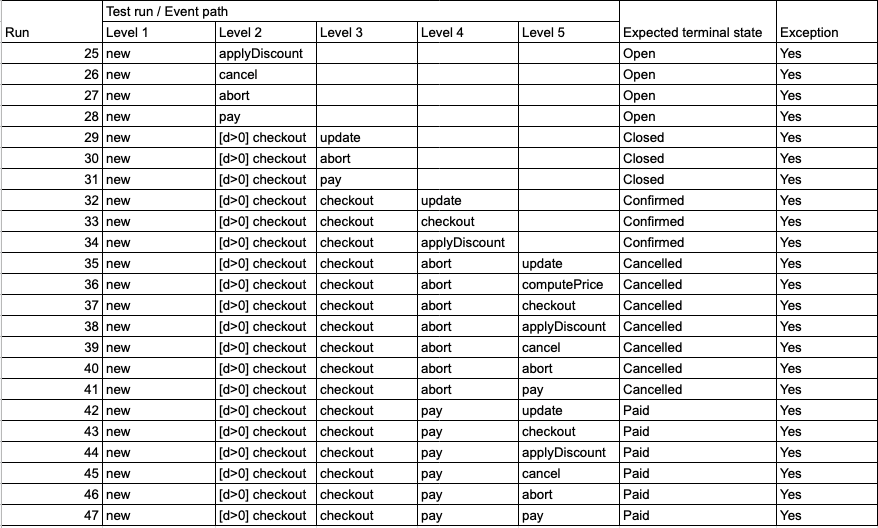 Test run / Event path
Run Level 1 Level 2 Level 3 Level 4 Level 5 Expected terminal state Exception
25 new applyDiscount Open Yes
26 new cancel Open Yes
27 new abort Open Yes
28 new pay Open Yes
29 new [d>0] checkout update Closed Yes
30 new [d>0] checkout abort Closed Yes
31 new [d>0] checkout pay Closed Yes
32 new [d>0] checkout checkout update Confirmed Yes
33 new [d>0] checkout checkout checkout Confirmed Yes
34 new [d>0] checkout checkout applyDiscount Confirmed Yes
35 new [d>0] checkout checkout abort update Cancelled Yes
36 new [d>0] checkout checkout abort computePrice Cancelled Yes
37 new [d>0] checkout checkout abort checkout Cancelled Yes
38 new [d>0] checkout checkout abort applyDiscount Cancelled Yes
39 new [d>0] checkout checkout abort cancel Cancelled Yes
40 new [d>0] checkout checkout abort abort Cancelled Yes
41 new [d>0] checkout checkout abort pay Cancelled Yes
42 new [d>0] checkout checkout pay update Paid Yes
43 new [d>0] checkout checkout pay checkout Paid Yes
44 new [d>0] checkout checkout pay applyDiscount Paid Yes
45 new [d>0] checkout checkout pay cancel Paid Yes
46 new [d>0] checkout checkout pay abort Paid Yes
47 new [d>0] checkout checkout pay pay Paid Yes